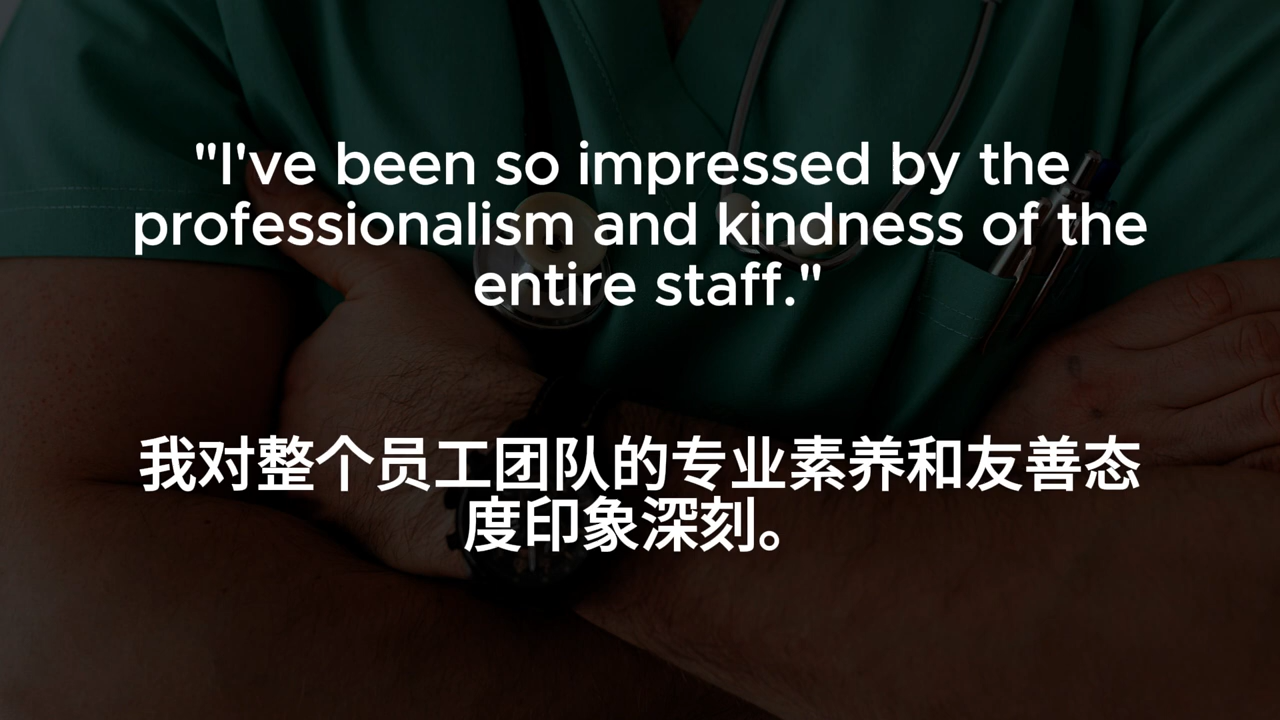 "I've been so impressed by the
professionalism and kindness of the
entire staff."
我对整个员工团队的专业素养和友善态
度印象深刻。